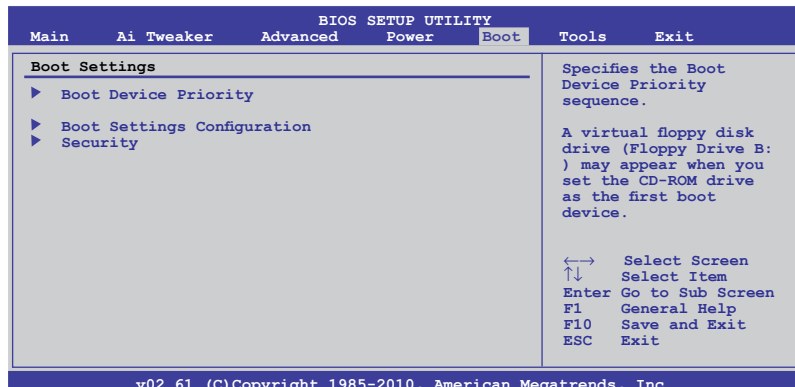 BIOS SETUP UTILITY
Main Ai Tweaker Advanced Power Boot Tools Exit
Boot Settings
Boot Device Priority
Boot Settings Configuration
Security
Specifies the Boot
Device Priority
sequence.
A virtual floppy disk
drive (Floppy Drive B:
) may appear when you
set the CD-ROM drive
as the first boot
device.
←→ Select Screen
↑↓ Select Item
Enter Go to Sub Screen
F1 General Help
F10 Save and Exit
ESC Exit
v02.61 (C)Copyright 1985-2010, American Megatrends, Inc.